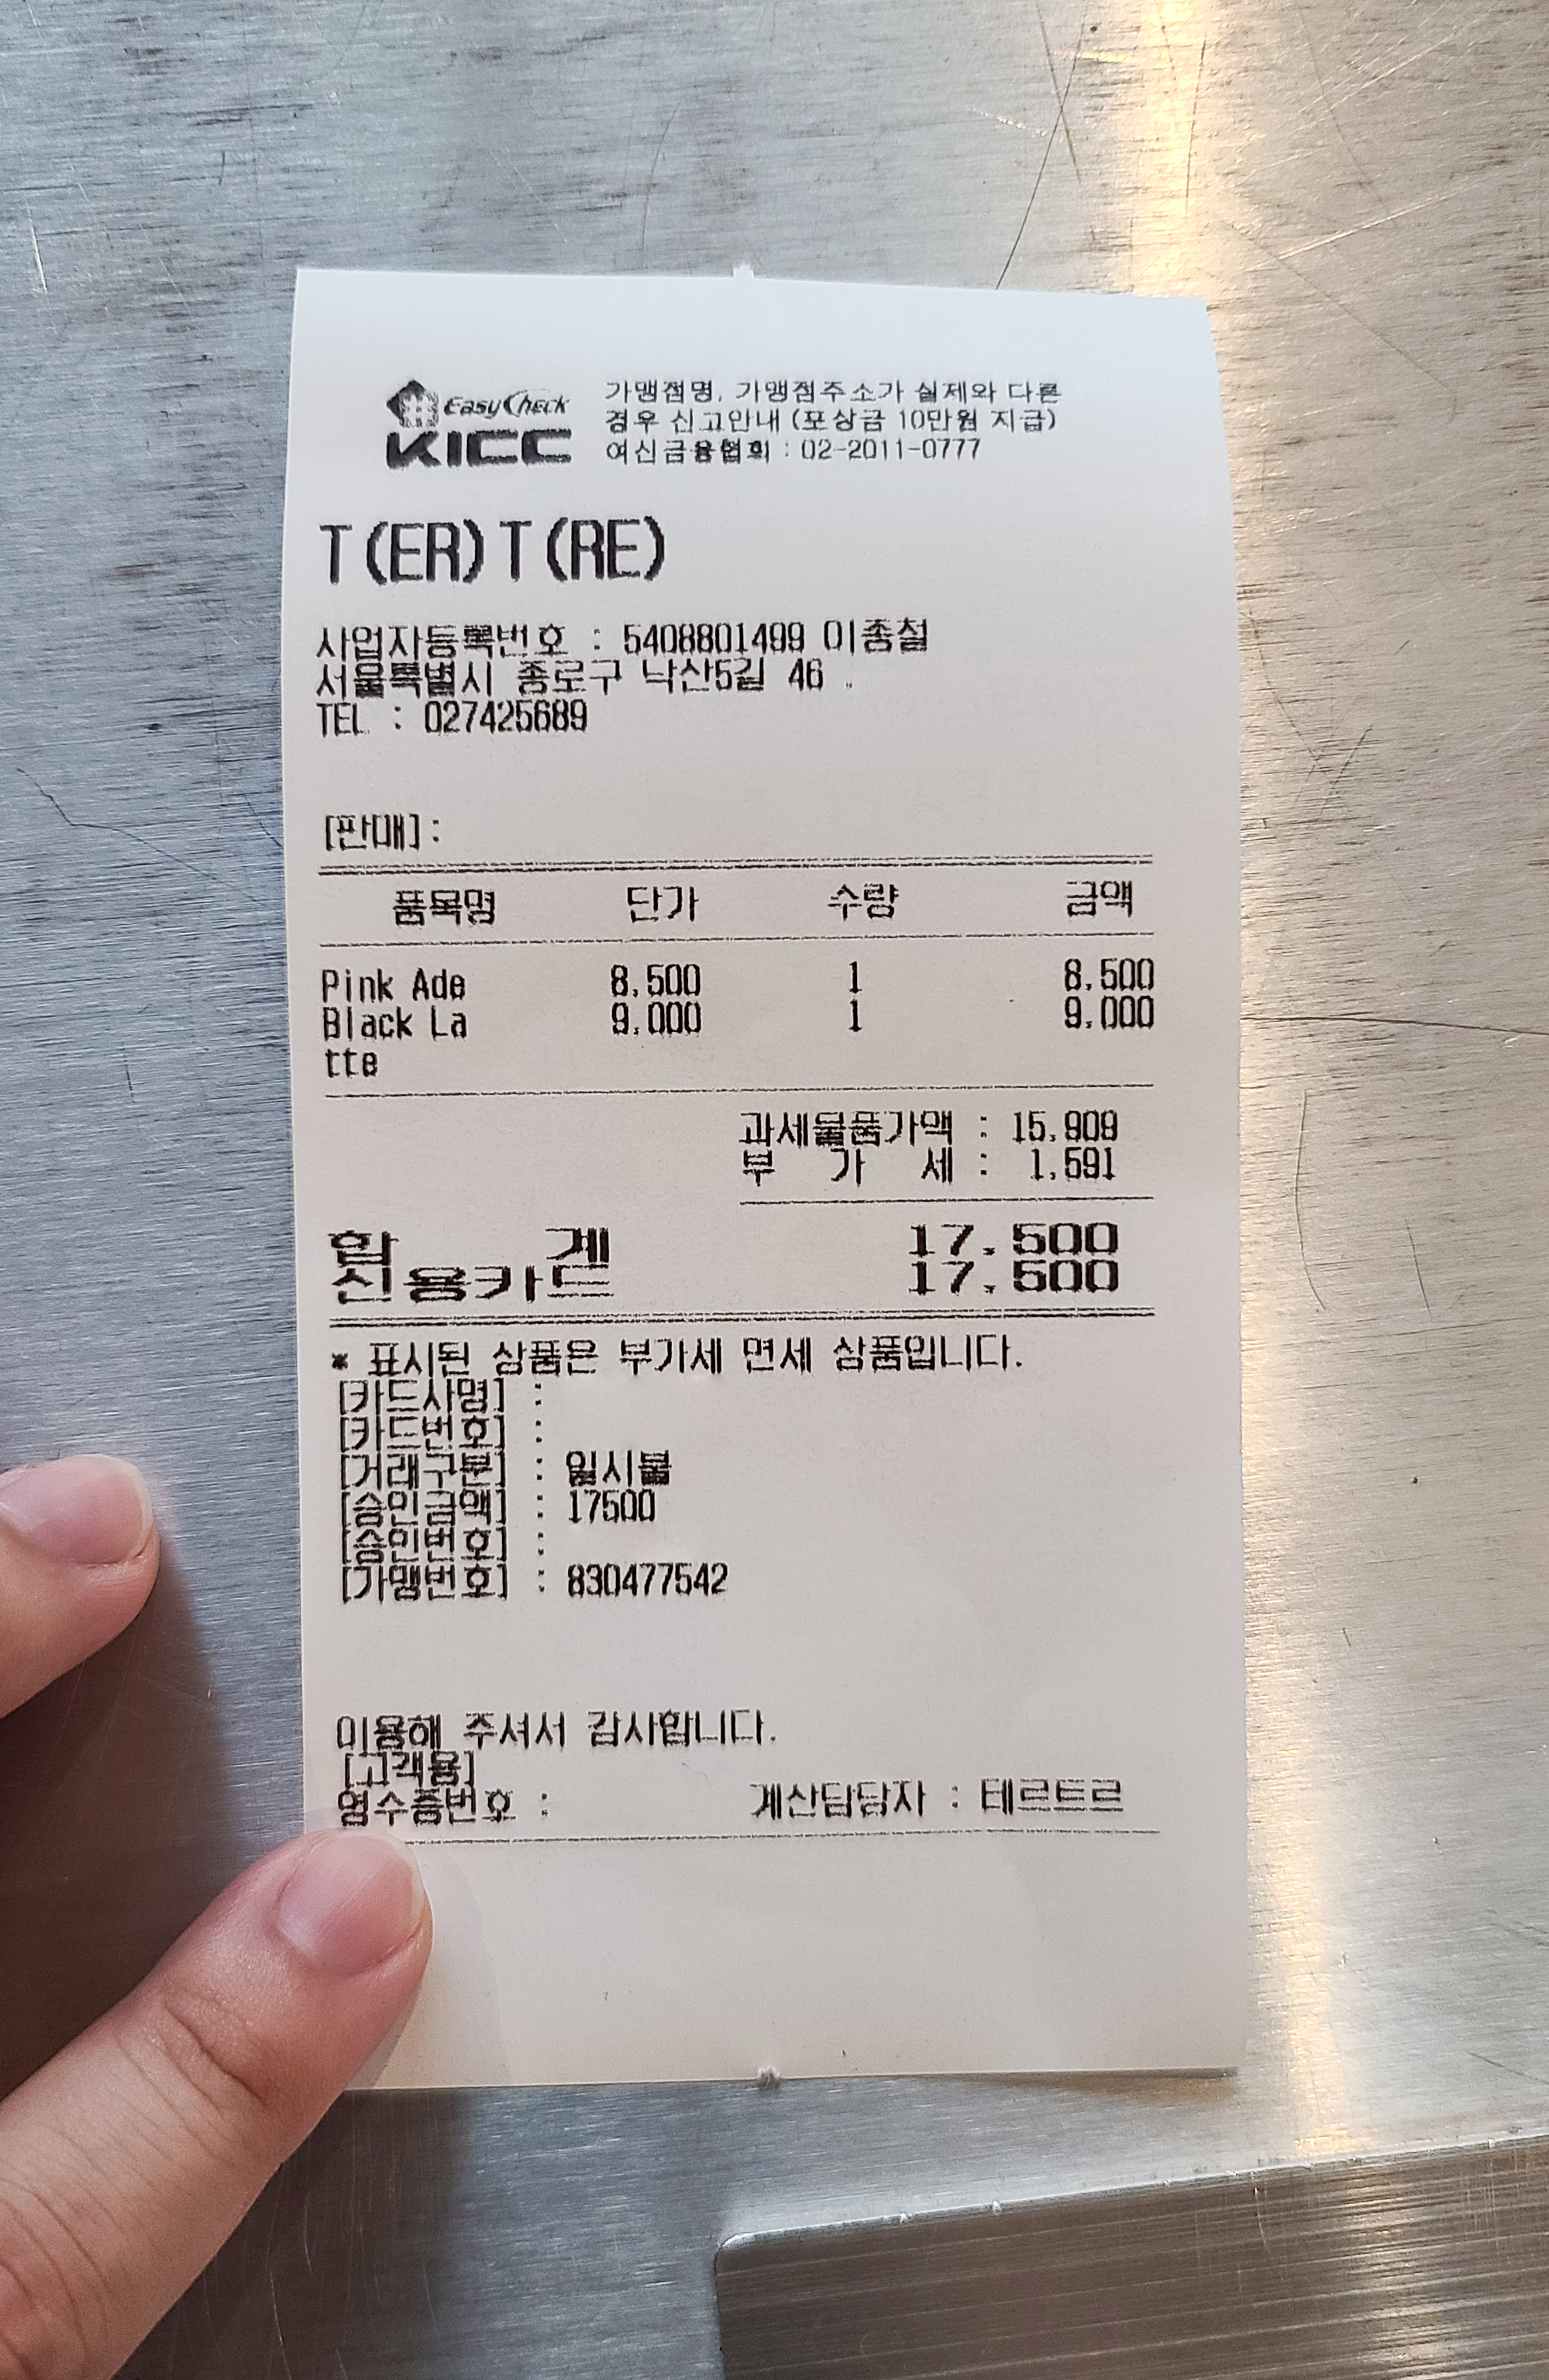 EasyCheck
KICC
가맹점명, 가맹점주소가 실제와 다른
경우 신고안내 (포상금 10만원 지급)
여신금융협회 : 02-2011-0777
T(ER)T(RE)
사업자등록번호 : 5408801499 이종철
서울특별시 종로구 낙산5길 46 .
TEL : 027425689
[판매]:
품목명 단가 수량 금액
Pink Ade 8,500 1 8,500
Black La 9,000 1 9,000
tte
과세물품가액 : 15,909
부 가 세 : 1,591
합 계 17,500
신용카드 17,500
* 표시된 상품은 부가세 면세 상품입니다.
[카드사명] :
[카드번호] :
[거래구분] : 일시불
[승인금액] : 17500
[승인번호] :
[가맹번호] : 830477542
이용해 주셔서 감사합니다.
[고객용]
영수증번호 : 계산담당자 : 테르트르